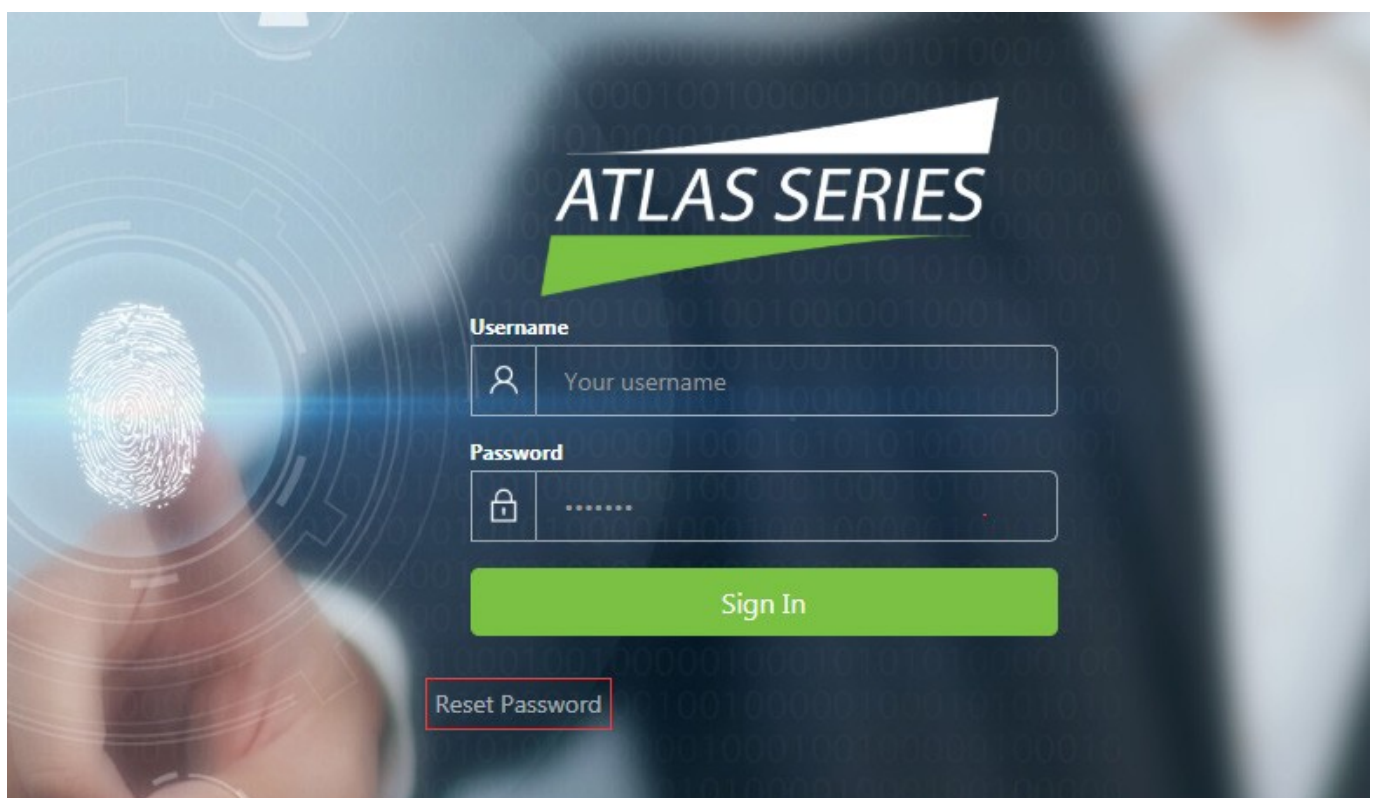 ATLAS SERIES
Username
Your username
Password
•••••••
Sign In
Reset Password